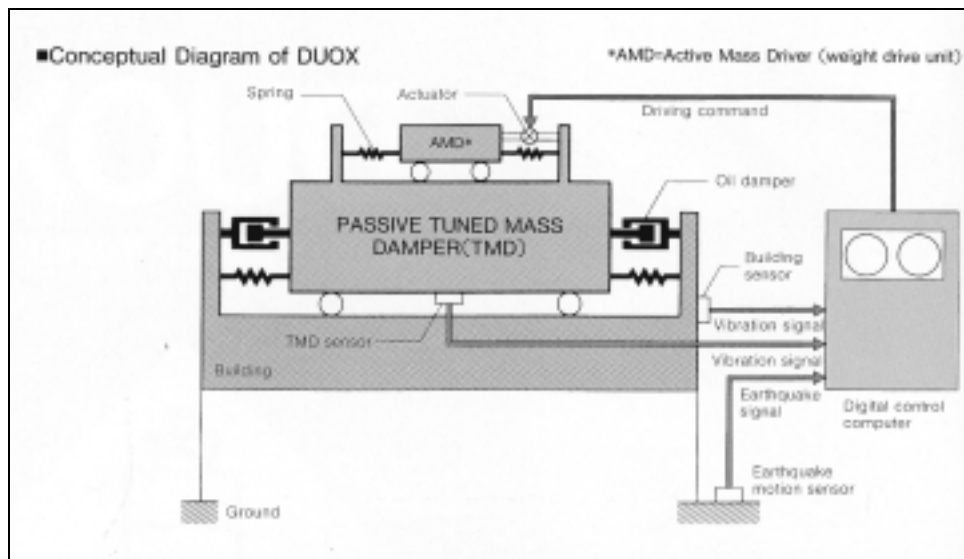 ■Conceptual Diagram of DUOX
*AMD=Active Mass Driver (weight drive unit)
Spring
Actuator
Driving command
AMD*
Oil damper
PASSIVE TUNED MASS
DAMPER(TMD)
Building
sensor
Vibration signal
TMD sensor
Vibration signal
Building
Earthquake
signal
Digital control
computer
Earthquake
motion sensor
Ground